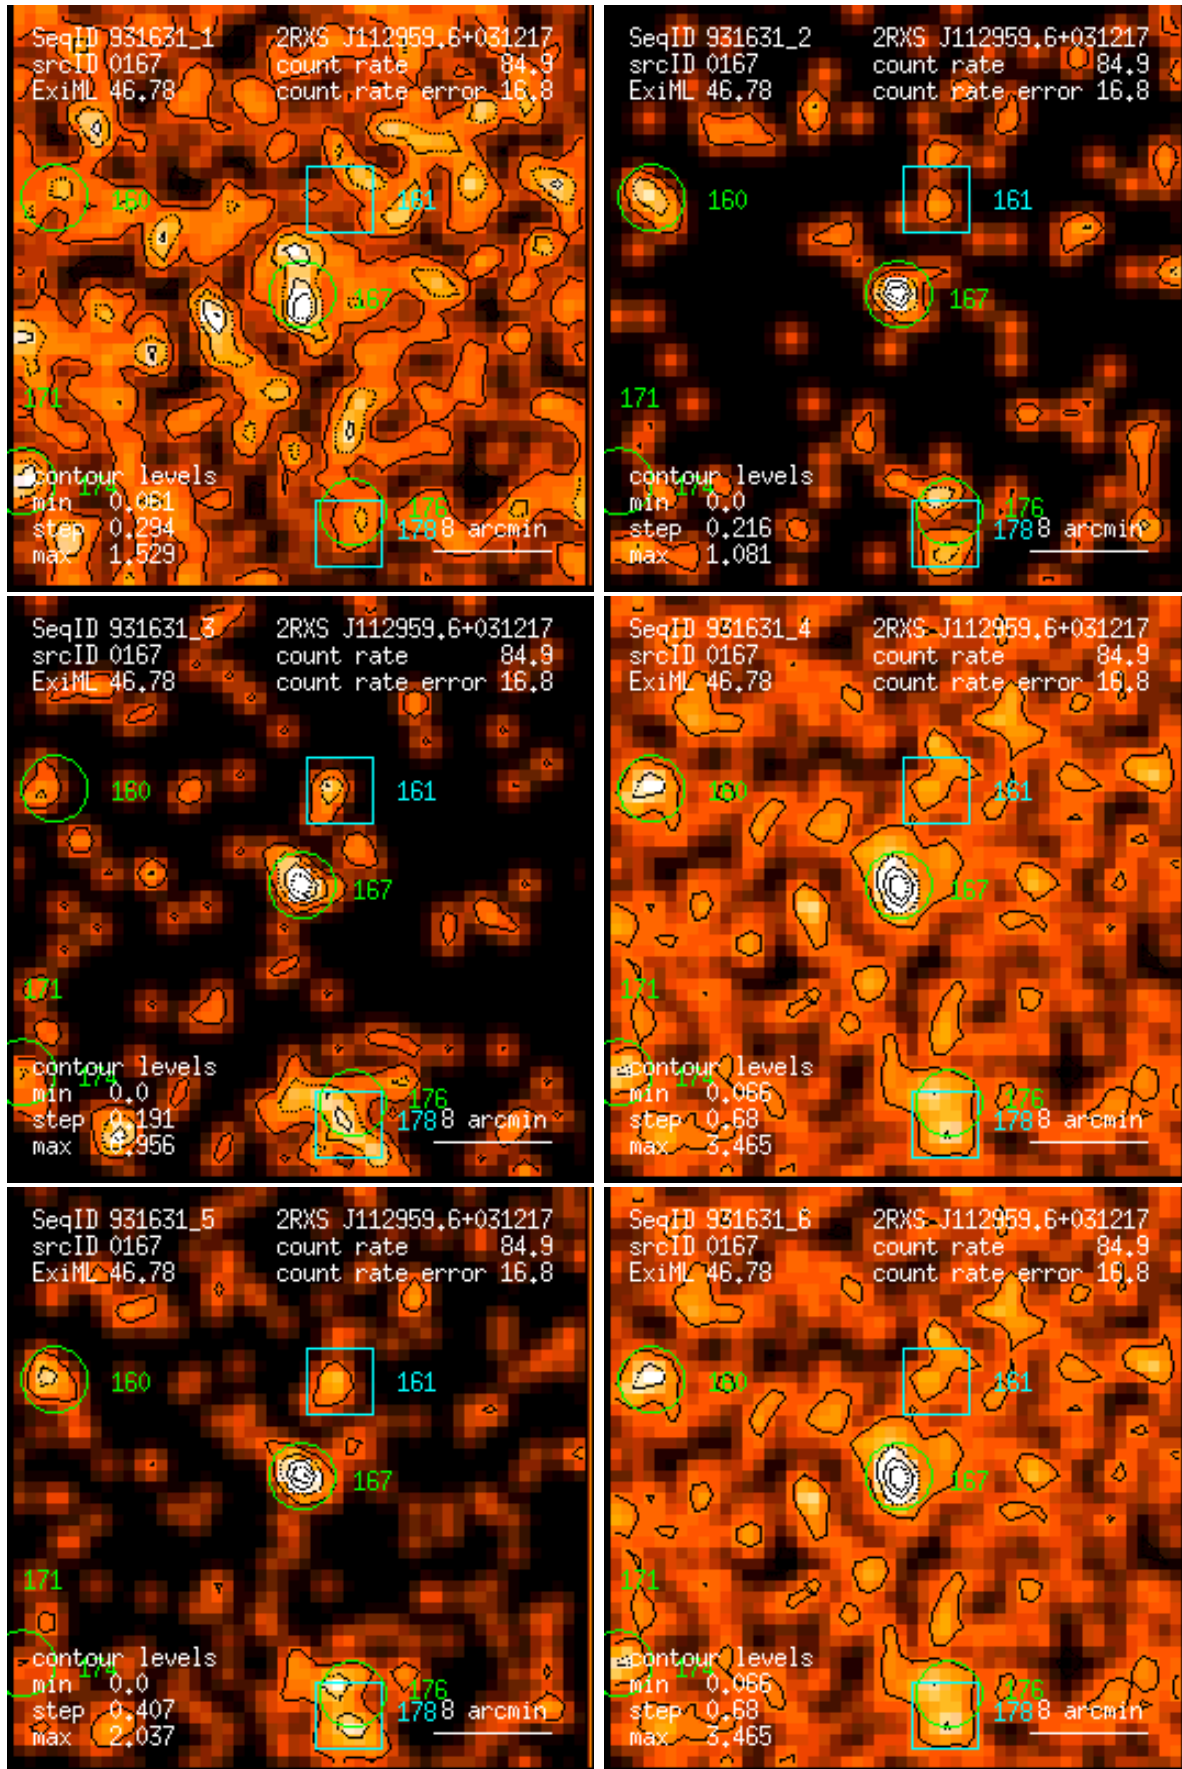 SeqID 931631_1 2RXS J112959.6+031217
srcID 0167 count rate 84.9
ExiML 46.78 count rate error 16.8
160 161
167
171
contour levels
174
min 0.061 176
step 0.294 178 8 arcmin
max 1.529
SeqID 931631_2 2RXS J112959.6+031217
srcID 0167 count rate 84.9
ExiML 46.78 count rate error 16.8
160 161
167
171
contour levels
174
min 0.0 176
step 0.216 178 8 arcmin
max 1.081
SeqID 931631_3 2RXS J112959.6+031217
srcID 0167 count rate 84.9
ExiML 46.78 count rate error 16.8
160 161
167
171
contour levels
174
min 0.0 176
step 0.191 178 8 arcmin
max 0.956
SeqID 931631_4 2RXS J112959.6+031217
srcID 0167 count rate 84.9
ExiML 46.78 count rate error 16.8
160 161
167
171
contour levels
174
min 0.066 176
step 0.68 178 8 arcmin
max 3.465
SeqID 931631_5 2RXS J112959.6+031217
srcID 0167 count rate 84.9
ExiML 46.78 count rate error 16.8
160 161
167
171
contour levels
174
min 0.0 176
step 0.407 178 8 arcmin
max 2.037
SeqID 931631_6 2RXS J112959.6+031217
srcID 0167 count rate 84.9
ExiML 46.78 count rate error 16.8
160 161
167
171
contour levels
174
min 0.066 176
step 0.68 178 8 arcmin
max 3.465